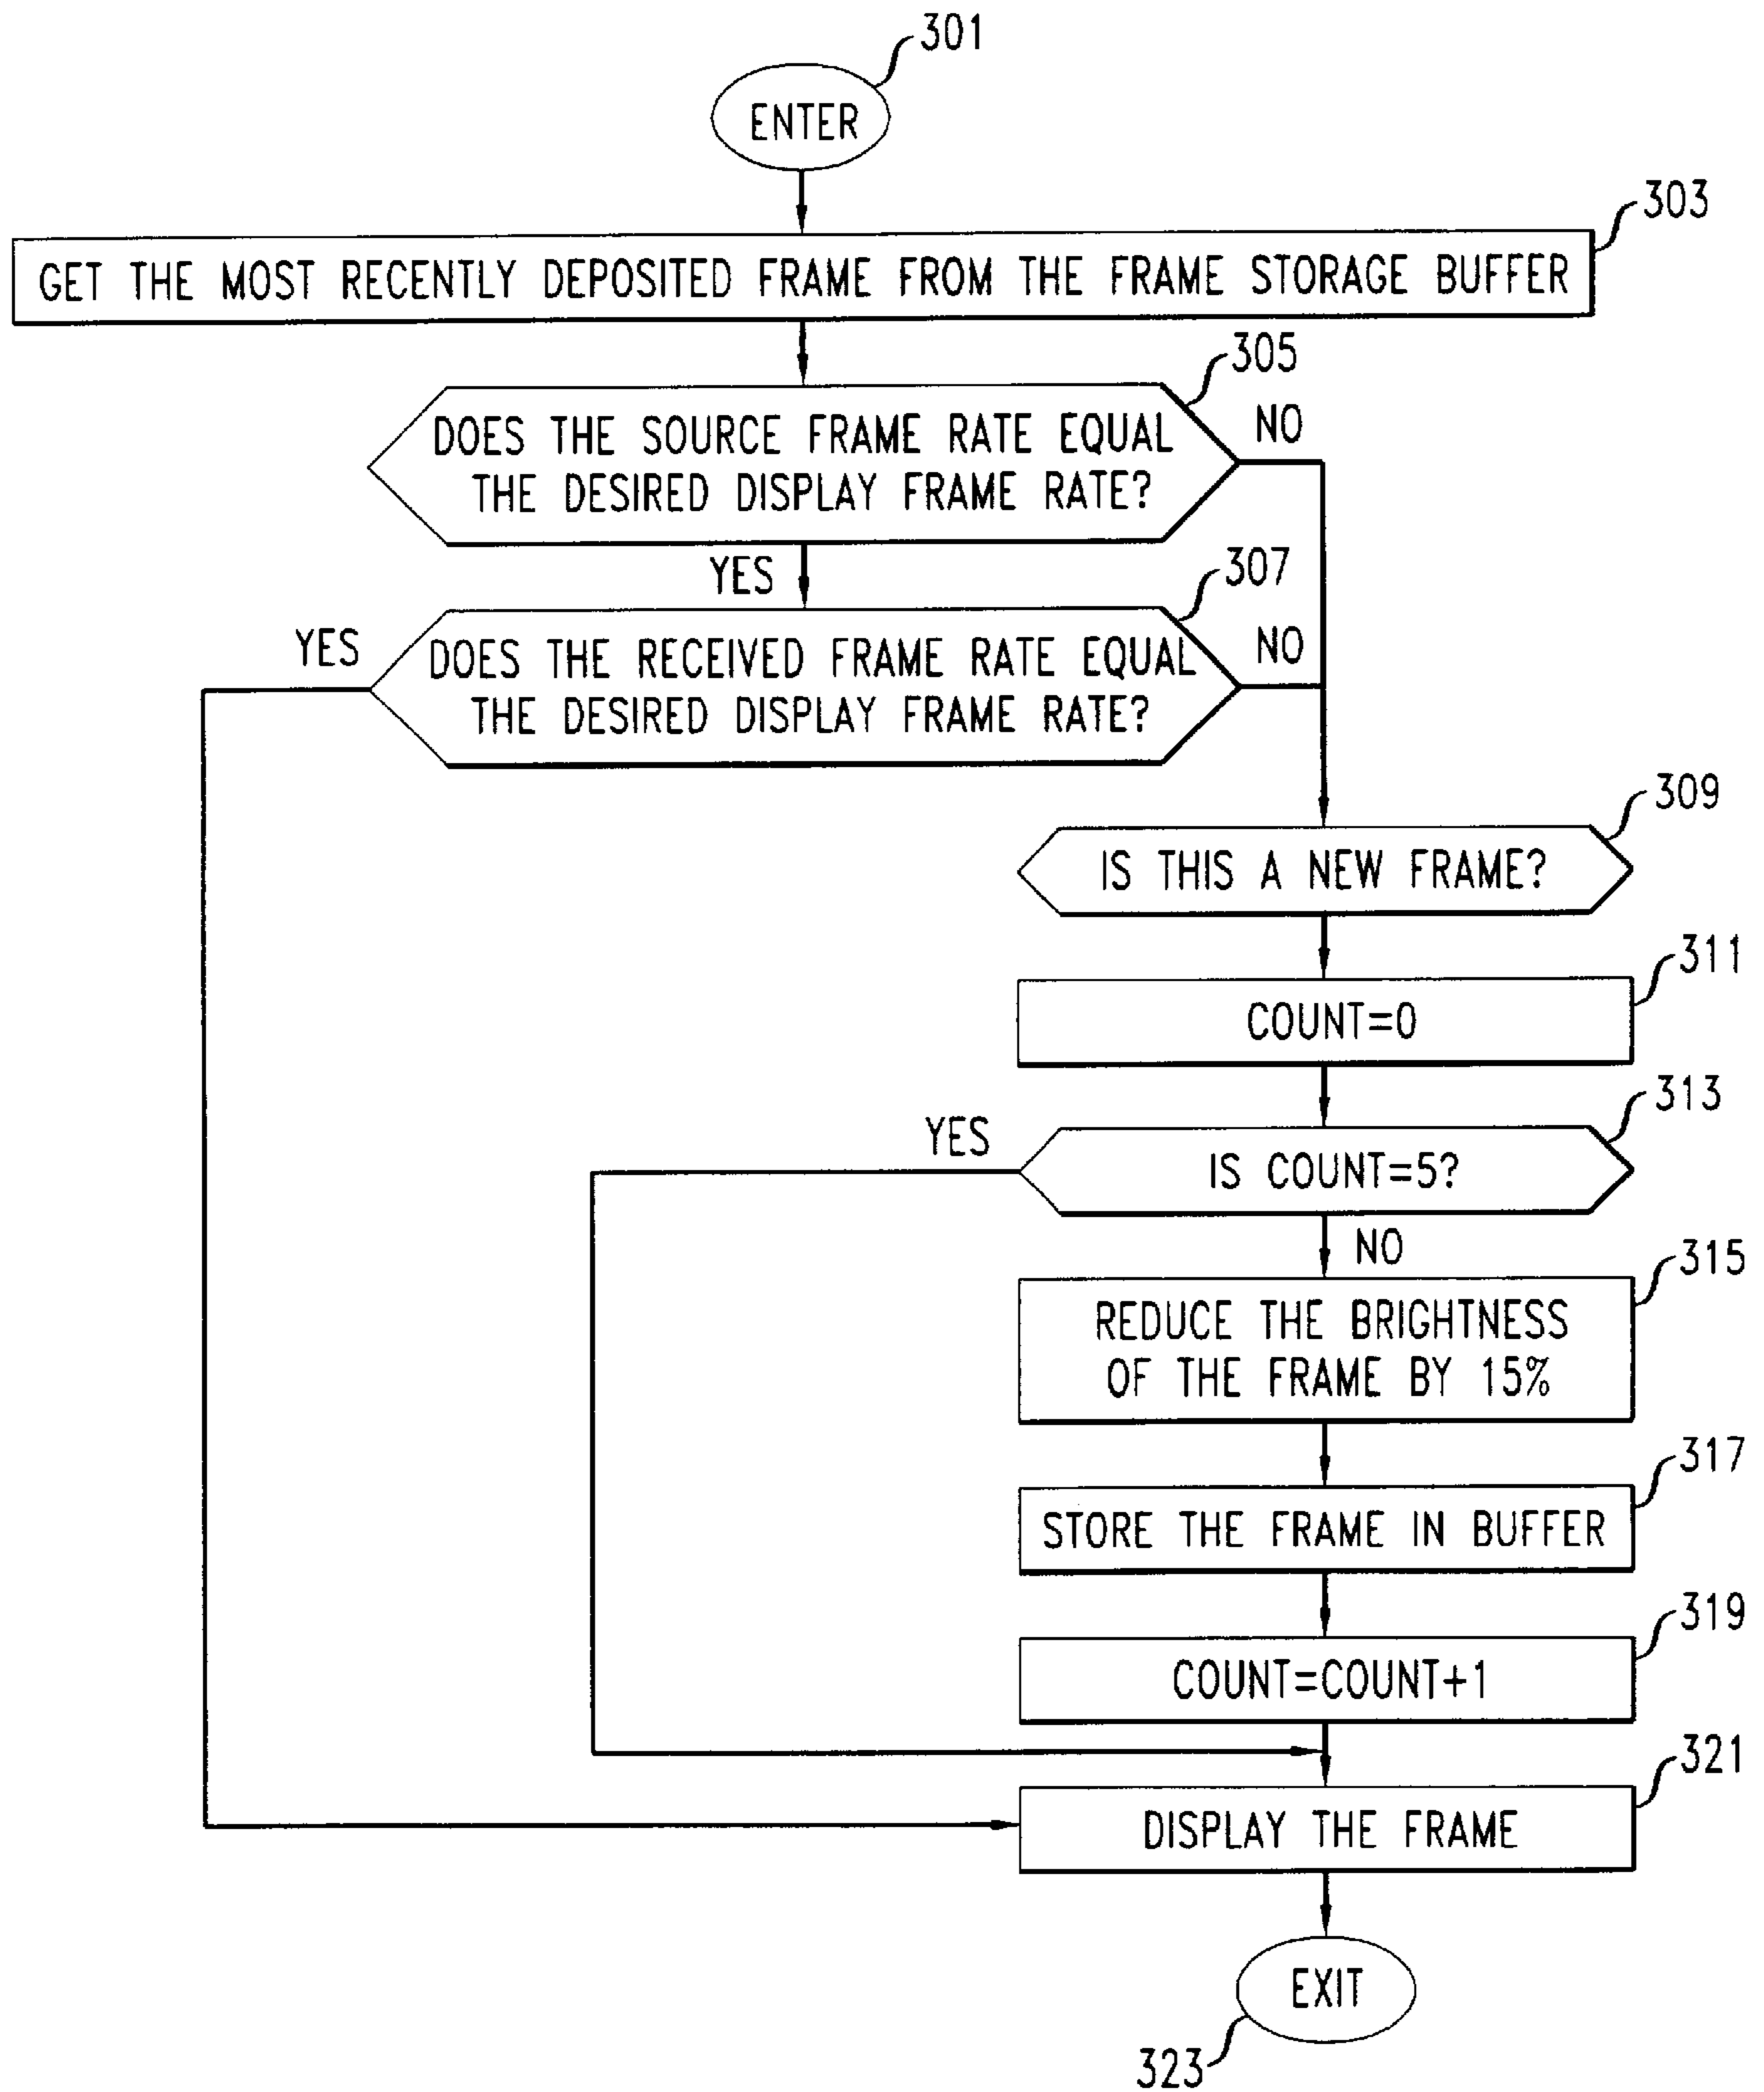 301
ENTER
303
GET THE MOST RECENTLY DEPOSITED FRAME FROM THE FRAME STORAGE BUFFER
305
DOES THE SOURCE FRAME RATE EQUAL
THE DESIRED DISPLAY FRAME RATE?
NO
YES
307
YES
DOES THE RECEIVED FRAME RATE EQUAL
THE DESIRED DISPLAY FRAME RATE?
NO
309
IS THIS A NEW FRAME?
311
COUNT=0
313
YES
IS COUNT=5?
NO
315
REDUCE THE BRIGHTNESS
OF THE FRAME BY 15%
317
STORE THE FRAME IN BUFFER
319
COUNT=COUNT+1
321
DISPLAY THE FRAME
EXIT
323